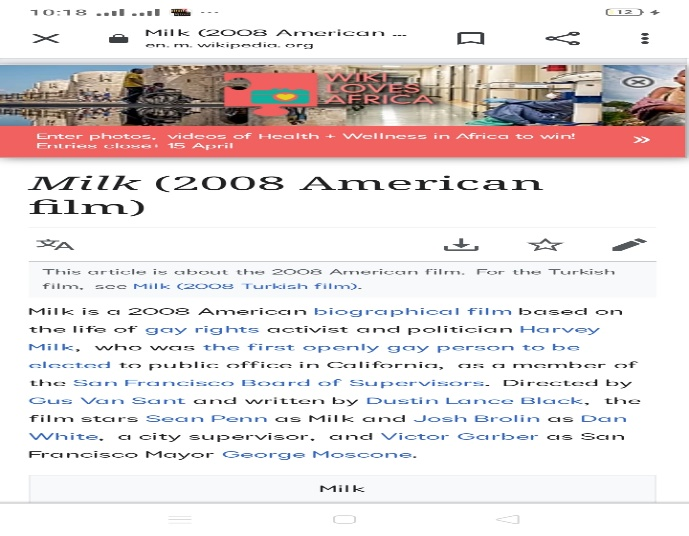 10:18
12
Milk (2008 American ...
en.m.wikipedia.org
WIKI
LOVES
AFRICA
Enter photos, videos of Health + Wellness in Africa to win!
Entries close: 15 April
Milk (2008 American
film)
This article is about the 2008 American film. For the Turkish
film, see Milk (2008 Turkish film).
Milk is a 2008 American biographical film based on
the life of gay rights activist and politician Harvey
Milk, who was the first openly gay person to be
elected to public office in California, as a member of
the San Francisco Board of Supervisors. Directed by
Gus Van Sant and written by Dustin Lance Black, the
film stars Sean Penn as Milk and Josh Brolin as Dan
White, a city supervisor, and Victor Garber as San
Francisco Mayor George Moscone.
Milk